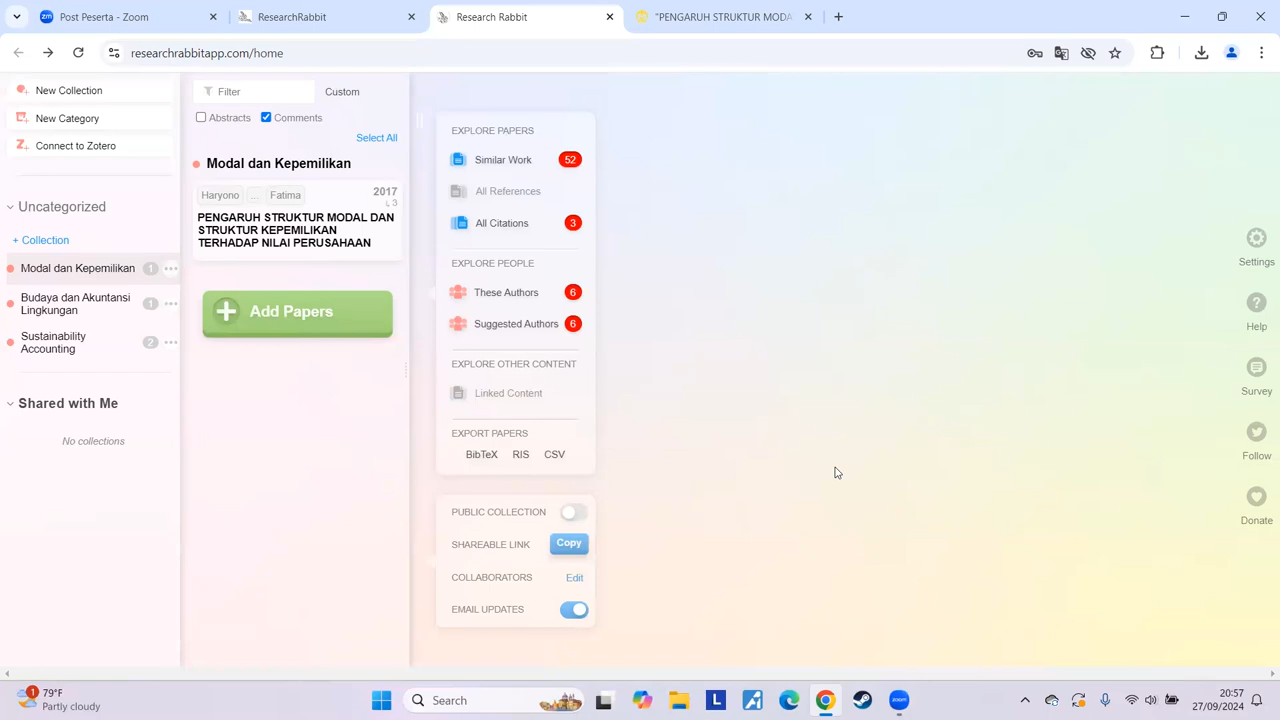 Post Peserta - Zoom
ResearchRabbit
Research Rabbit
"PENGARUH STRUKTUR MODA
researchrabbitapp.com/home
New Collection
New Category
Connect to Zotero
Uncategorized
+ Collection
Modal dan Kepemilikan 1
Budaya dan Akuntansi Lingkungan 1
Sustainability Accounting 2
Shared with Me
No collections
Filter
Custom
Abstracts
Comments
Select All
Modal dan Kepemilikan
Haryono ... Fatima
2017
3
PENGARUH STRUKTUR MODAL DAN
STRUKTUR KEPEMILIKAN
TERHADAP NILAI PERUSAHAAN
Add Papers
EXPLORE PAPERS
Similar Work 52
All References
All Citations 3
EXPLORE PEOPLE
These Authors 6
Suggested Authors 6
EXPLORE OTHER CONTENT
Linked Content
EXPORT PAPERS
BibTeX RIS CSV
PUBLIC COLLECTION
SHAREABLE LINK Copy
COLLABORATORS Edit
EMAIL UPDATES
Settings
Help
Survey
Follow
Donate
1
79°F
Partly cloudy
Search
20:57
27/09/2024